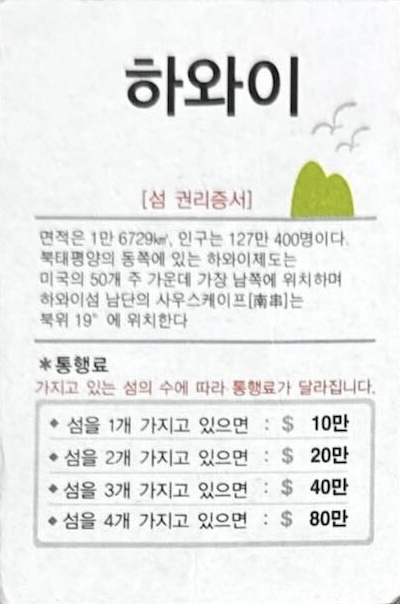 하와이
[섬 권리증서]
면적은 1만 6729㎢, 인구는 127만 400명이다.
북태평양의 동쪽에 있는 하와이제도는
미국의 50개 주 가운데 가장 남쪽에 위치하며
하와이섬 남단의 사우스케이프[南串]는
북위 19° 에 위치한다
*통행료
가지고 있는 섬의 수에 따라 통행료가 달라집니다.
◆ 섬을 1개 가지고 있으면 : $ 10만
◆ 섬을 2개 가지고 있으면 : $ 20만
◆ 섬을 3개 가지고 있으면 : $ 40만
◆ 섬을 4개 가지고 있으면 : $ 80만